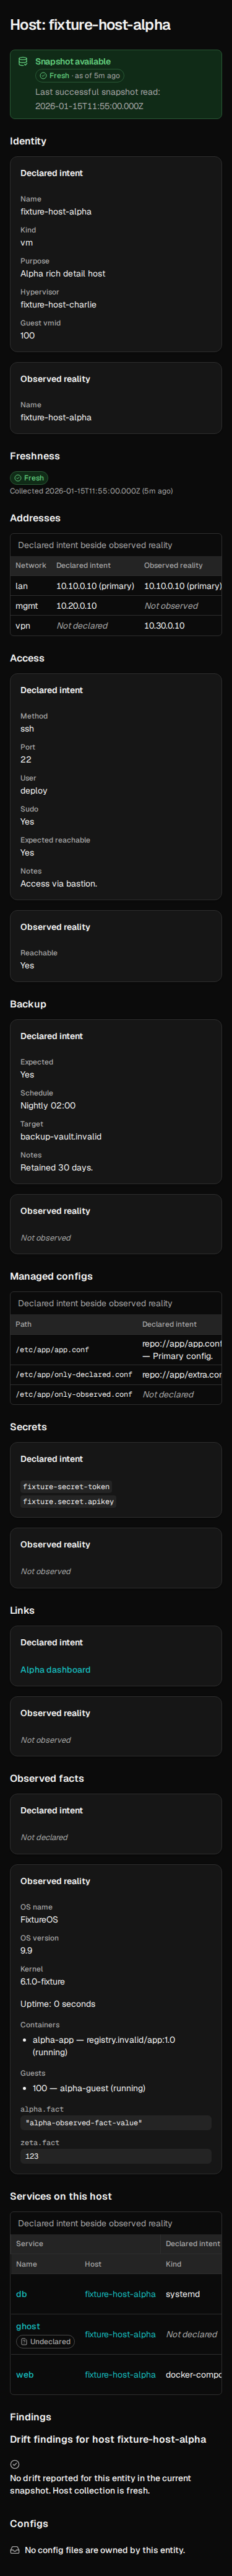 Host: fixture-host-alpha
Snapshot available
Fresh · as of 5m ago
Last successful snapshot read:
2026-01-15T11:55:00.000Z
Identity
Declared intent
Name
fixture-host-alpha
Kind
vm
Purpose
Alpha rich detail host
Hypervisor
fixture-host-charlie
Guest vmid
100
Observed reality
Name
fixture-host-alpha
Freshness
Fresh
Collected 2026-01-15T11:55:00.000Z (5m ago)
Addresses
Declared intent beside observed reality
Network Declared intent Observed reality
lan 10.10.0.10 (primary) 10.10.0.10 (primary)
mgmt 10.20.0.10 Not observed
vpn Not declared 10.30.0.10
Access
Declared intent
Method
ssh
Port
22
User
deploy
Sudo
Yes
Expected reachable
Yes
Notes
Access via bastion.
Observed reality
Reachable
Yes
Backup
Declared intent
Expected
Yes
Schedule
Nightly 02:00
Target
backup-vault.invalid
Notes
Retained 30 days.
Observed reality
Not observed
Managed configs
Declared intent beside observed reality
Path Declared intent
/etc/app/app.conf repo://app/app.conf
— Primary config.
/etc/app/only-declared.conf repo://app/extra.con
/etc/app/only-observed.conf Not declared
Secrets
Declared intent
fixture-secret-token
fixture.secret.apikey
Observed reality
Not observed
Links
Declared intent
Alpha dashboard
Observed reality
Not observed
Observed facts
Declared intent
Not declared
Observed reality
OS name
FixtureOS
OS version
9.9
Kernel
6.1.0-fixture
Uptime: 0 seconds
Containers
• alpha-app — registry.invalid/app:1.0
(running)
Guests
• 100 — alpha-guest (running)
alpha.fact
"alpha-observed-fact-value"
zeta.fact
123
Services on this host
Declared intent beside observed reality
Service Declared intent
Name Host Kind
db fixture-host-alpha systemd
ghost
Undeclared fixture-host-alpha Not declared
web fixture-host-alpha docker-compo
Findings
Drift findings for host fixture-host-alpha
No drift reported for this entity in the current
snapshot. Host collection is fresh.
Configs
No config files are owned by this entity.